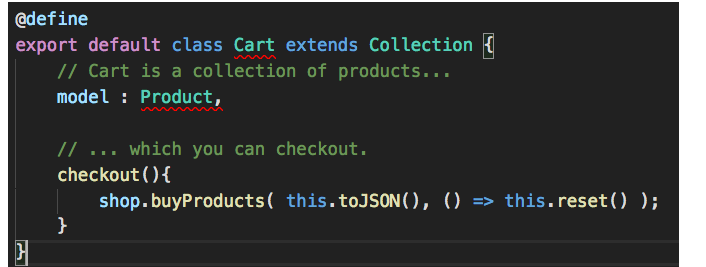 @define
export default class Cart extends Collection {
// Cart is a collection of products...
model : Product,
// ... which you can checkout.
checkout(){
shop.buyProducts( this.toJSON(), () => this.reset() );
}
}